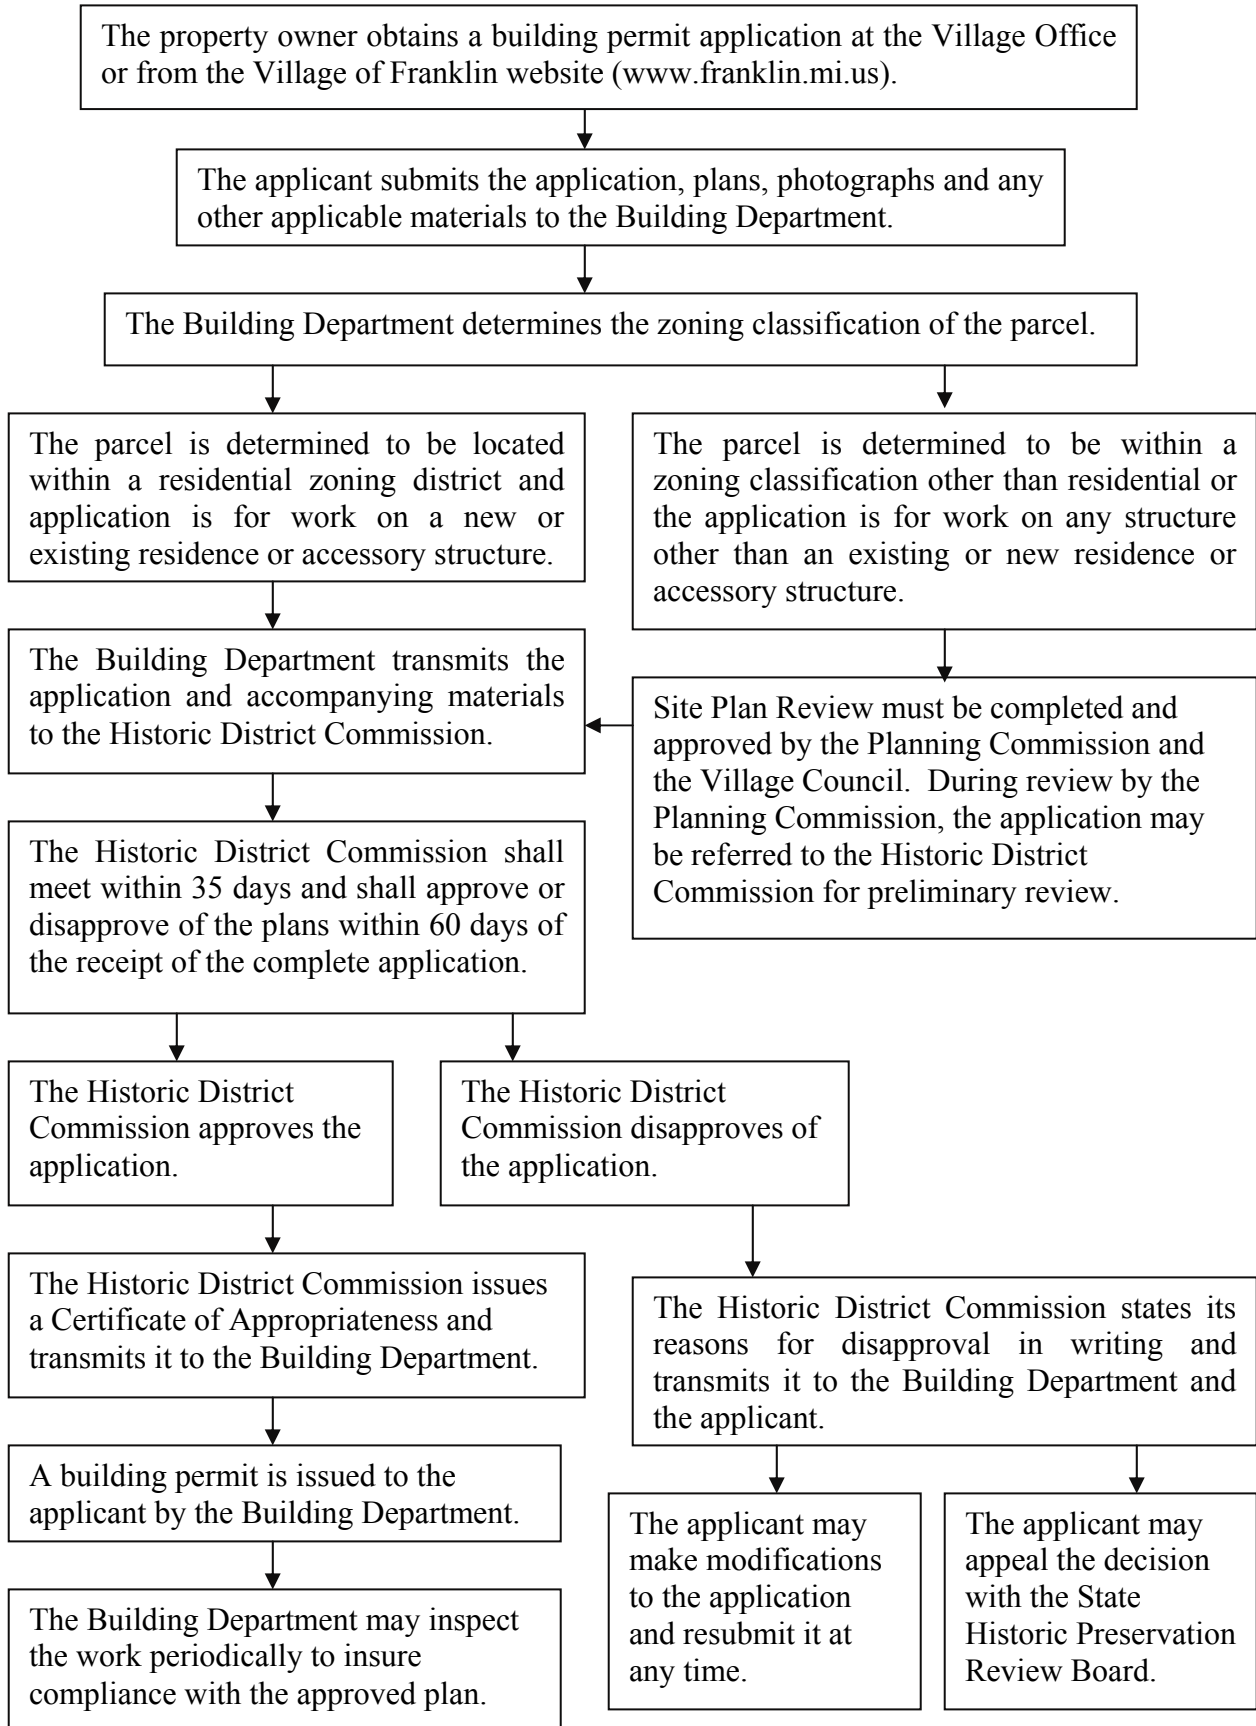 The property owner obtains a building permit application at the Village Office
or from the Village of Franklin website (www.franklin.mi.us).
The applicant submits the application, plans, photographs and any
other applicable materials to the Building Department.
The Building Department determines the zoning classification of the parcel.
The parcel is determined to be located
within a residential zoning district and
application is for work on a new or
existing residence or accessory structure.
The parcel is determined to be within a
zoning classification other than residential or
the application is for work on any structure
other than an existing or new residence or
accessory structure.
The Building Department transmits the
application and accompanying materials
to the Historic District Commission.
Site Plan Review must be completed and
approved by the Planning Commission and
the Village Council.  During review by the
Planning Commission, the application may
be referred to the Historic District
Commission for preliminary review.
The Historic District Commission shall
meet within 35 days and shall approve or
disapprove of the plans within 60 days of
the receipt of the complete application.
The Historic District
Commission approves the
application.
The Historic District
Commission disapproves of
the application.
The Historic District Commission issues
a Certificate of Appropriateness and
transmits it to the Building Department.
The Historic District Commission states its
reasons for disapproval in writing and
transmits it to the Building Department and
the applicant.
A building permit is issued to the
applicant by the Building Department.
The applicant may
make modifications
to the application
and resubmit it at
any time.
The applicant may
appeal the decision
with the State
Historic Preservation
Review Board.
The Building Department may inspect
the work periodically to insure
compliance with the approved plan.